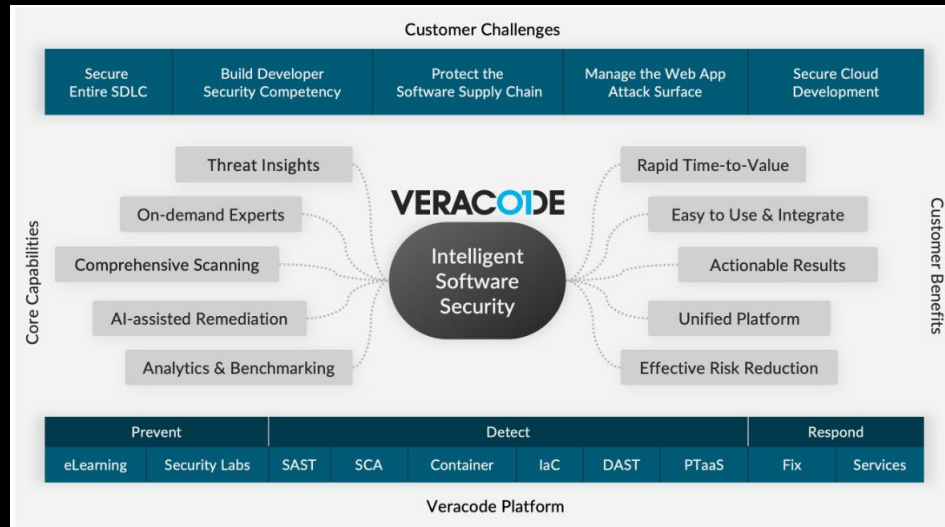 Customer Challenges
Secure
Entire SDLC
Build Developer
Security Competency
Protect the
Software Supply Chain
Manage the Web App
Attack Surface
Secure Cloud
Development
Core Capabilities
Threat Insights
On-demand Experts
Comprehensive Scanning
AI-assisted Remediation
Analytics & Benchmarking
VERACODE
Intelligent
Software
Security
Rapid Time-to-Value
Easy to Use & Integrate
Actionable Results
Unified Platform
Effective Risk Reduction
Customer Benefits
Prevent
Detect
Respond
eLearning
Security Labs
SAST
SCA
Container
IaC
DAST
PTaaS
Fix
Services
Veracode Platform